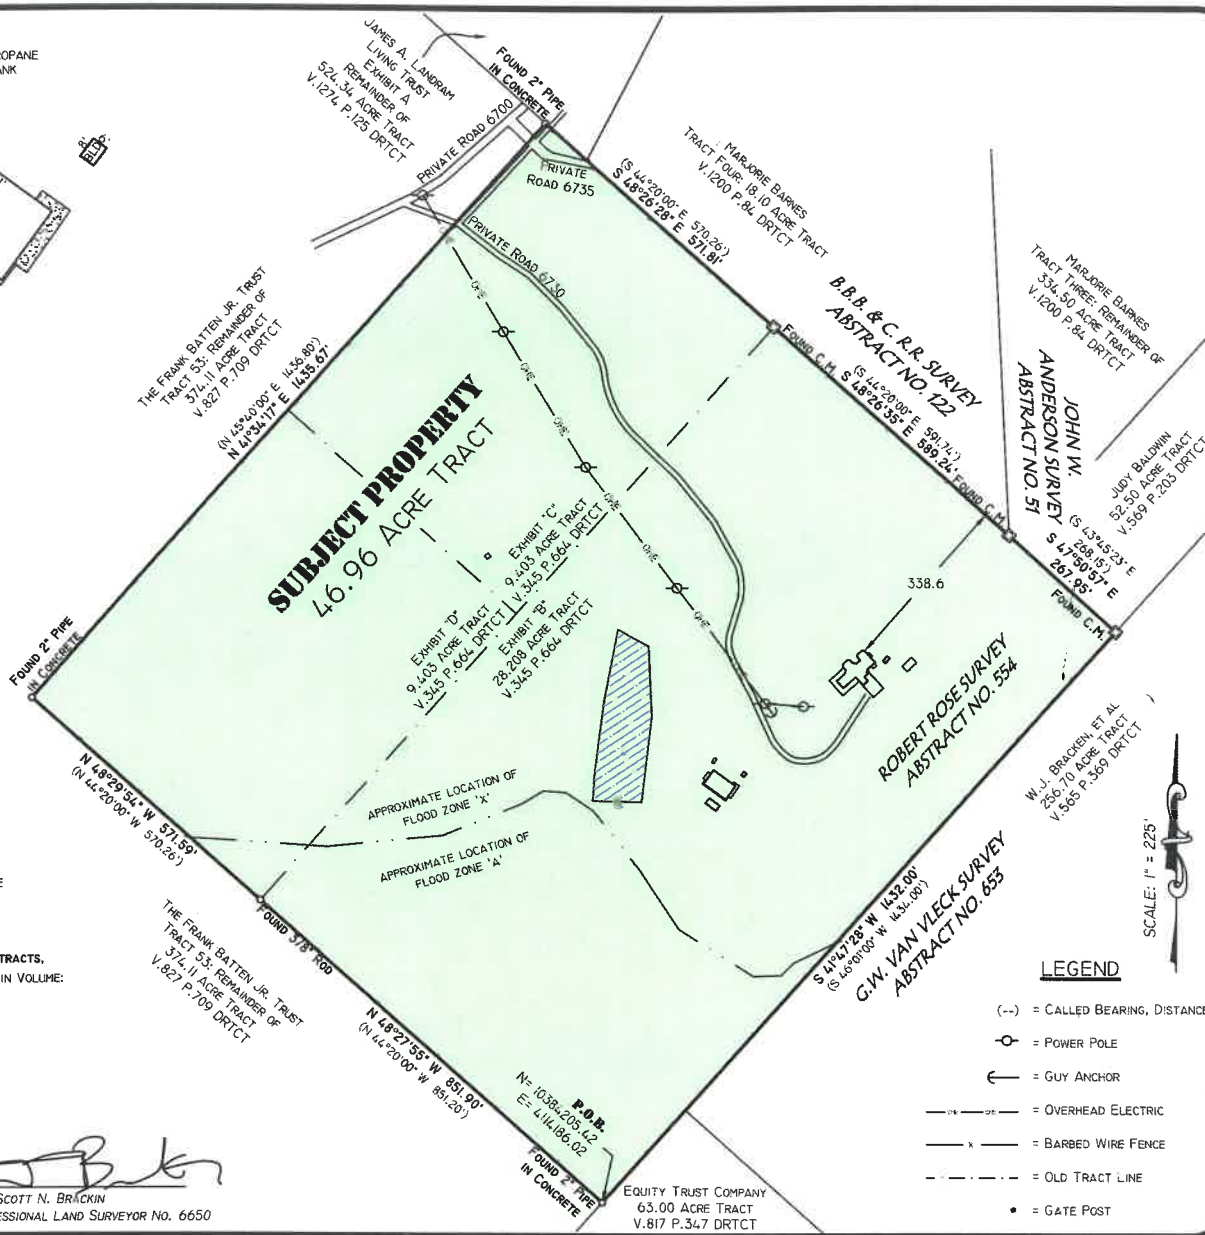 OPANE
ANK
8'
BLDG.
JAMES A. LANDRAM
LIVING TRUST
EXHIBIT A
REMAINDER OF
524.34 ACRE TRACT
V.1274 P.125 DRTCT
FOUND 2" PIPE
IN CONCRETE
PRIVATE ROAD 6700
PRIVATE
ROAD 6735
PRIVATE ROAD 6730
MARJORIE BARNES
TRACT FOUR: 18.10 ACRE TRACT
V.1200 P.84 DRTCT
(S 44°20'00" E 570.26')
S 48°26'28" E 571.81'
MARJORIE BARNES
TRACT THREE: REMAINDER OF
334.50 ACRE TRACT
V.1200 P.84 DRTCT
B.B.B. & C. R.R. SURVEY
ABSTRACT NO. 122
FOUND C.M.
(S 44°20'00" E 591.74')
S 48°26'35" E 589.24'
FOUND C.M.
JOHN W.
ANDERSON SURVEY
ABSTRACT NO. 51
JUDY BALDWIN
52.50 ACRE TRACT
V.569 P.203 DRTCT
(S 43°45'23" E
268.15')
S 47°50'57" E
267.95'
FOUND C.M.
THE FRANK BATTEN JR. TRUST
TRACT 53: REMAINDER OF
374.11 ACRE TRACT
V.827 P.709 DRTCT
(N 45°40'00" E 1436.80')
N 41°34'17" E 1435.67'
SUBJECT PROPERTY
46.96 ACRE TRACT
OHE
OHE
OHE
OHE
OHE
OHE
EXHIBIT "C"
9.403 ACRE TRACT
V.345 P.664 DRTCT
EXHIBIT "D"
9.403 ACRE TRACT
V.345 P.664 DRTCT
EXHIBIT "B"
28.208 ACRE TRACT
V.345 P.664 DRTCT
338.6
ROBERT ROSE SURVEY
ABSTRACT NO. 554
W.J. BRACKEN, ET AL
256.70 ACRE TRACT
V.565 P.369 DRTCT
FOUND 2" PIPE
IN CONCRETE
N 48°29'54" W 571.59'
(N 44°20'00" W 570.26')
APPROXIMATE LOCATION OF
FLOOD ZONE 'X'
APPROXIMATE LOCATION OF
FLOOD ZONE 'A'
FOUND 3/8" ROD
S 41°47'28" W 1432.00'
(S 46°01'00" W 1434.00')
G.W. VAN VLECK SURVEY
ABSTRACT NO. 653
SCALE: 1" = 225'
E
TRACTS,
IN VOLUME:
THE FRANK BATTEN JR. TRUST
TRACT 53: REMAINDER OF
374.11 ACRE TRACT
V.827 P.709 DRTCT
N 48°27'55" W 851.90'
(N 44°20'00" W 851.20')
P.O.B.
N= 10384205.42
E= 4114186.02
FOUND 2" PIPE
IN CONCRETE
EQUITY TRUST COMPANY
63.00 ACRE TRACT
V.817 P.347 DRTCT
LEGEND
(--) = CALLED BEARING, DISTANCE
= POWER POLE
= GUY ANCHOR
OHE OHE = OVERHEAD ELECTRIC
x = BARBED WIRE FENCE
= OLD TRACT LINE
= GATE POST
SCOTT N. BRACKIN
ESSIONAL LAND SURVEYOR NO. 6650